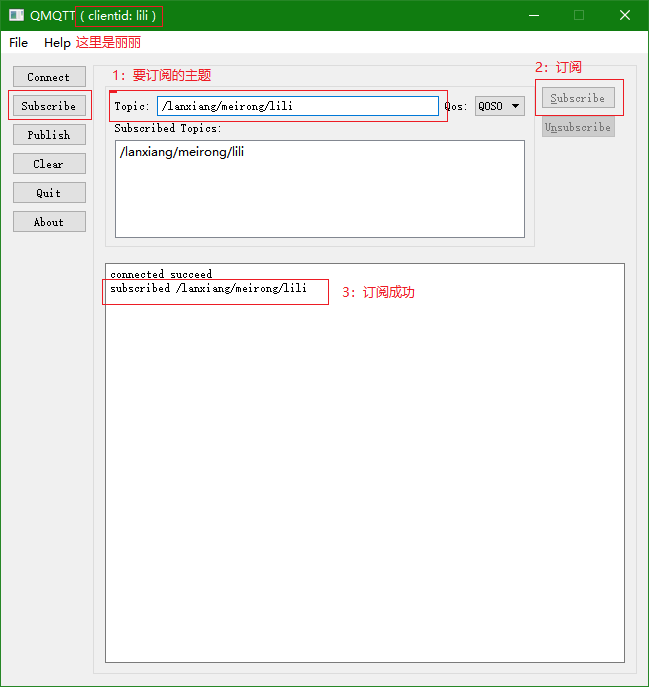 QMQTT ( clientid: lili )
File Help 这里是丽丽
Connect
Subscribe
Publish
Clear
Quit
About
1：要订阅的主题
2：订阅
Topic: /lanxiang/meirong/lili Qos: QOS0
Subscribe
Unsubscribe
Subscribed Topics:
/lanxiang/meirong/lili
connected succeed
subscribed /lanxiang/meirong/lili
3：订阅成功